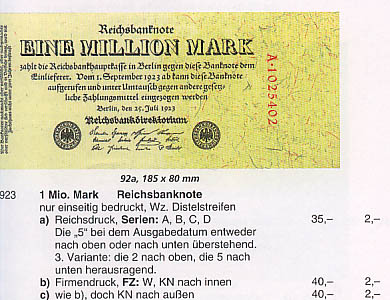 Reichsbanknote
EINE MILLION MARK
zahlt die Reichsbankhauptkasse in Berlin gegen diese Banknote dem
Einlieferer. Vom 1. September 1923 ab kann diese Banknote
aufgerufen und unter Umtausch gegen andere gesetz-
liche Zahlungsmittel eingezogen werden
Berlin, den 25. Juli 1923
Reichsbankdirektorium
A·1025402
92a, 185 x 80 mm
923 1 Mio. Mark Reichsbanknote
nur einseitig bedruckt, Wz. Distelstreifen
a) Reichsdruck, Serien: A, B, C, D 35,– 2,–
Die „5“ bei dem Ausgabedatum entweder
nach oben oder nach unten überstehend.
3. Variante: die 2 nach oben, die 5 nach
unten herausragend.
b) Firmendruck, FZ: W, KN nach innen 40,– 2,–
c) wie b), doch KN nach außen 40,– 2,–